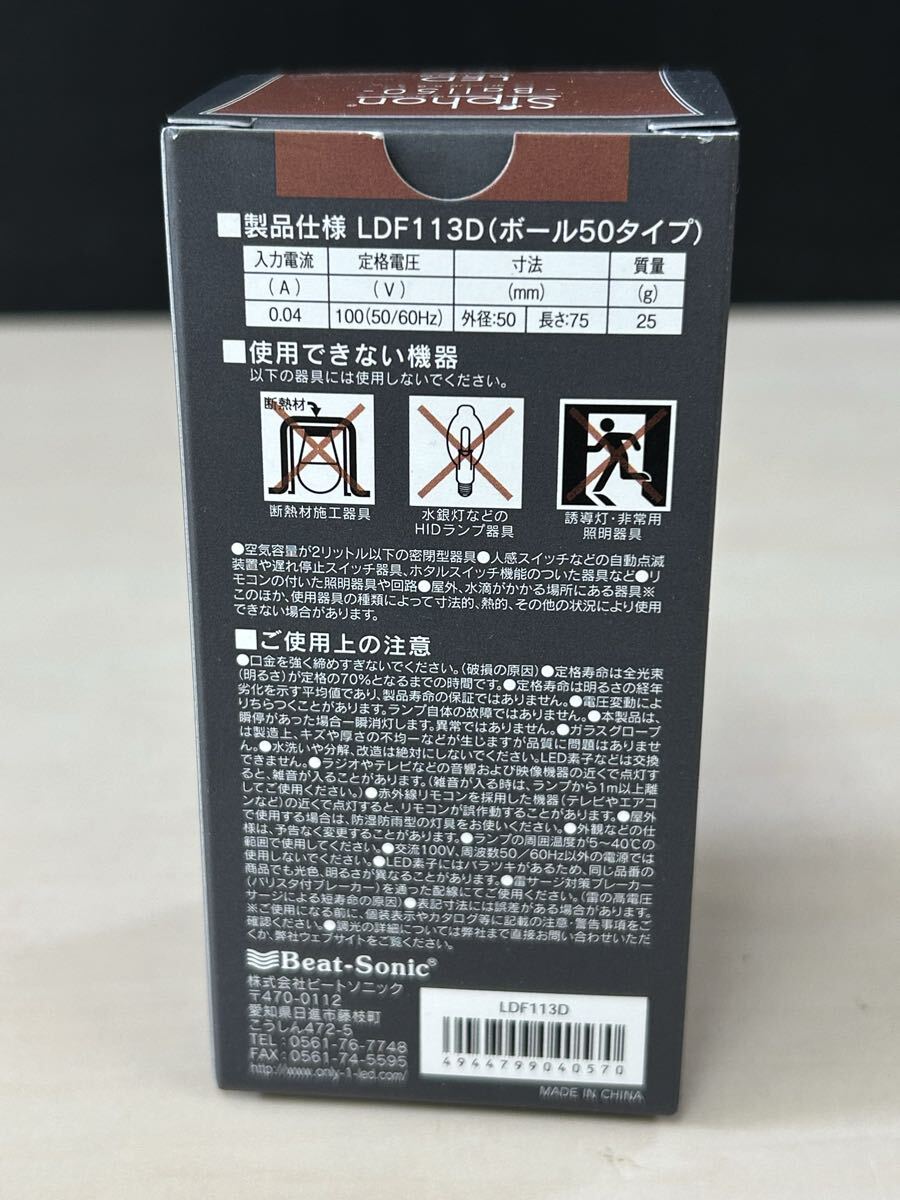 Siphon®
Ball50
LED
■製品仕様 LDF113D(ボール50タイプ)
入力電流 定格電圧 寸法 質量
(A) (V) (mm) (g)
0.04 100(50/60Hz) 外径:50 長さ:75 25
■使用できない機器
以下の器具には使用しないでください。
断熱材
断熱材施工器具
水銀灯などの
HIDランプ器具
誘導灯・非常用
照明器具
●空気容量が2リットル以下の密閉型器具●人感スイッチなどの自動点滅
装置や遅れ停止スイッチ器具、ホタルスイッチ機能のついた器具など●リ
モコンの付いた照明器具や回路●屋外、水滴がかかる場所にある器具※
このほか、使用器具の種類によって寸法的、熱的、その他の状況により使用
できない場合があります。
■ご使用上の注意
●口金を強く締めすぎないでください。(破損の原因)●定格寿命は全光束
(明るさ)が定格の70%となるまでの時間です。●定格寿命は明るさの経年
劣化を示す平均値であり、製品寿命の保証ではありません。●電圧変動によ
りちらつくことがあります。ランプ自体の故障ではありません。●本製品は、
瞬停があった場合一瞬消灯します。異常ではありません。●ガラスグローブ
は製造上、キズや厚さの不均一などが生じますが品質に問題はありませ
ん。●水洗いや分解、改造は絶対にしないでください。LED素子などは交換
できません。●ラジオやテレビなどの音響および映像機器の近くで点灯す
ると、雑音が入ることがあります。(雑音が入る時は、ランプから1m以上離
してご使用ください。)●赤外線リモコンを採用した機器(テレビやエアコ
ンなど)の近くで点灯すると、リモコンが誤作動することがあります。●屋外
で使用する場合は、防湿防雨型の灯具をお使いください。●外観などの仕
様は、予告なく変更することがあります。●ランプの周囲温度が5〜40℃の
範囲で使用してください。●交流100V、周波数50/60Hz以外の電源では
使用しないでください。●LED素子にはバラツキがあるため、同じ品番の
商品でも光色、明るさが異なることがあります。●雷サージ対策ブレーカー
(バリスタ付ブレーカー)を通った配線にてご使用ください。(雷の高電圧
サージによる短寿命の原因)●表記寸法には誤差がある場合があります。
※ご使用になる前に、個装表示やカタログ等に記載の注意・警告事項をご
確認ください。●調光の詳細については弊社まで直接お問い合わせいただ
くか、弊社ウェブサイトをご覧ください。
Beat-Sonic®
株式会社ビートソニック
〒470-0112
愛知県日進市藤枝町
こうしん472-5
TEL : 0561-76-7748
FAX : 0561-74-5595
http://www.only-1-led.com/
LDF113D
4944799040570
MADE IN CHINA